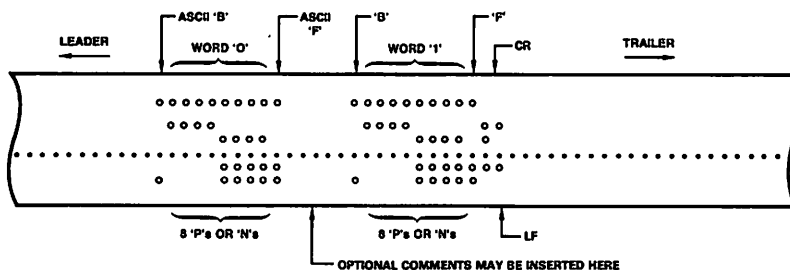 ASCII 'B'
ASCII 'F'
'B'
'F'
LEADER
WORD 'O'
WORD '1'
CR
TRAILER
8 'P's OR 'N's
8 'P's OR 'N's
LF
OPTIONAL COMMENTS MAY BE INSERTED HERE